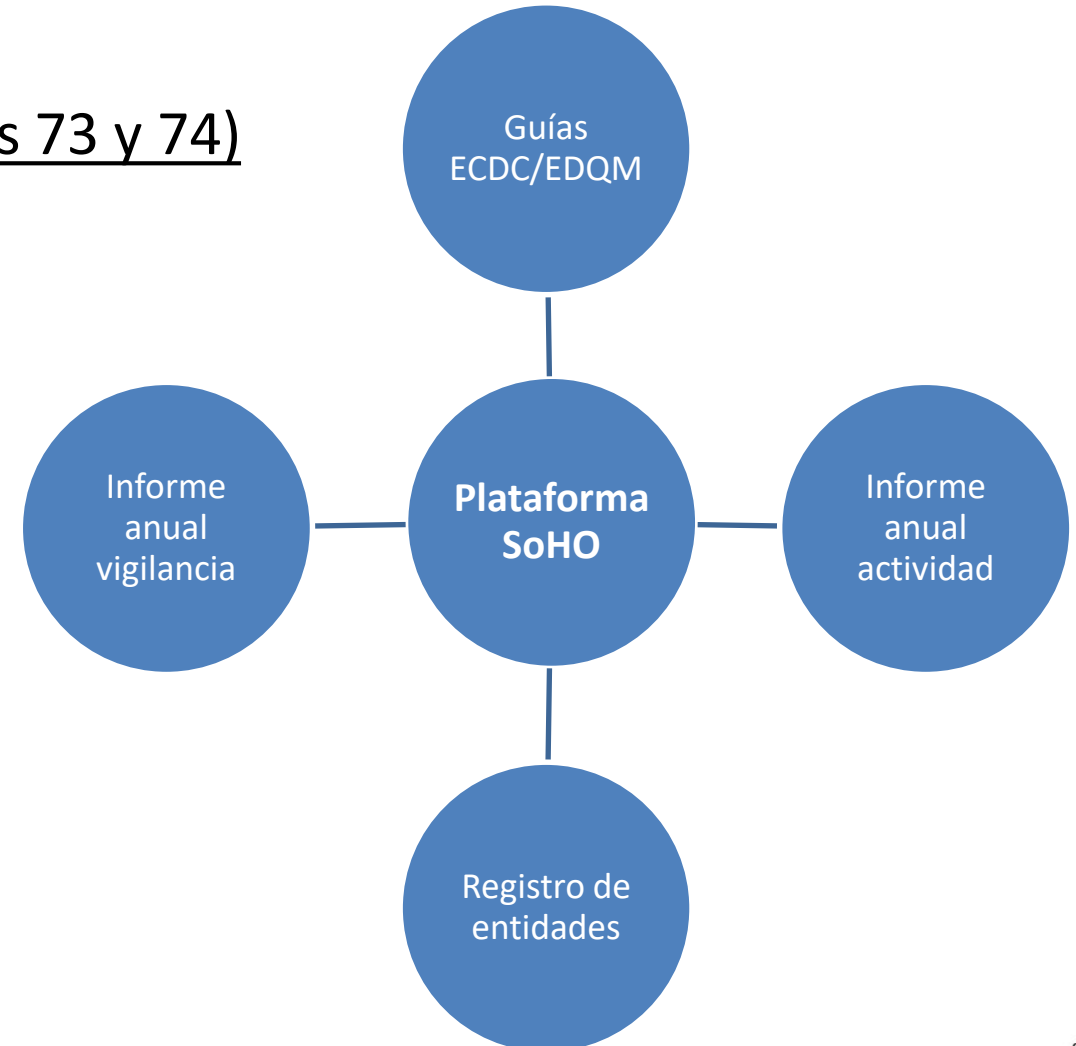 s 73 y 74)
Guías
ECDC/EDQM
Informe
anual
vigilancia
Plataforma
SoHO
Informe
anual
actividad
Registro de
entidades